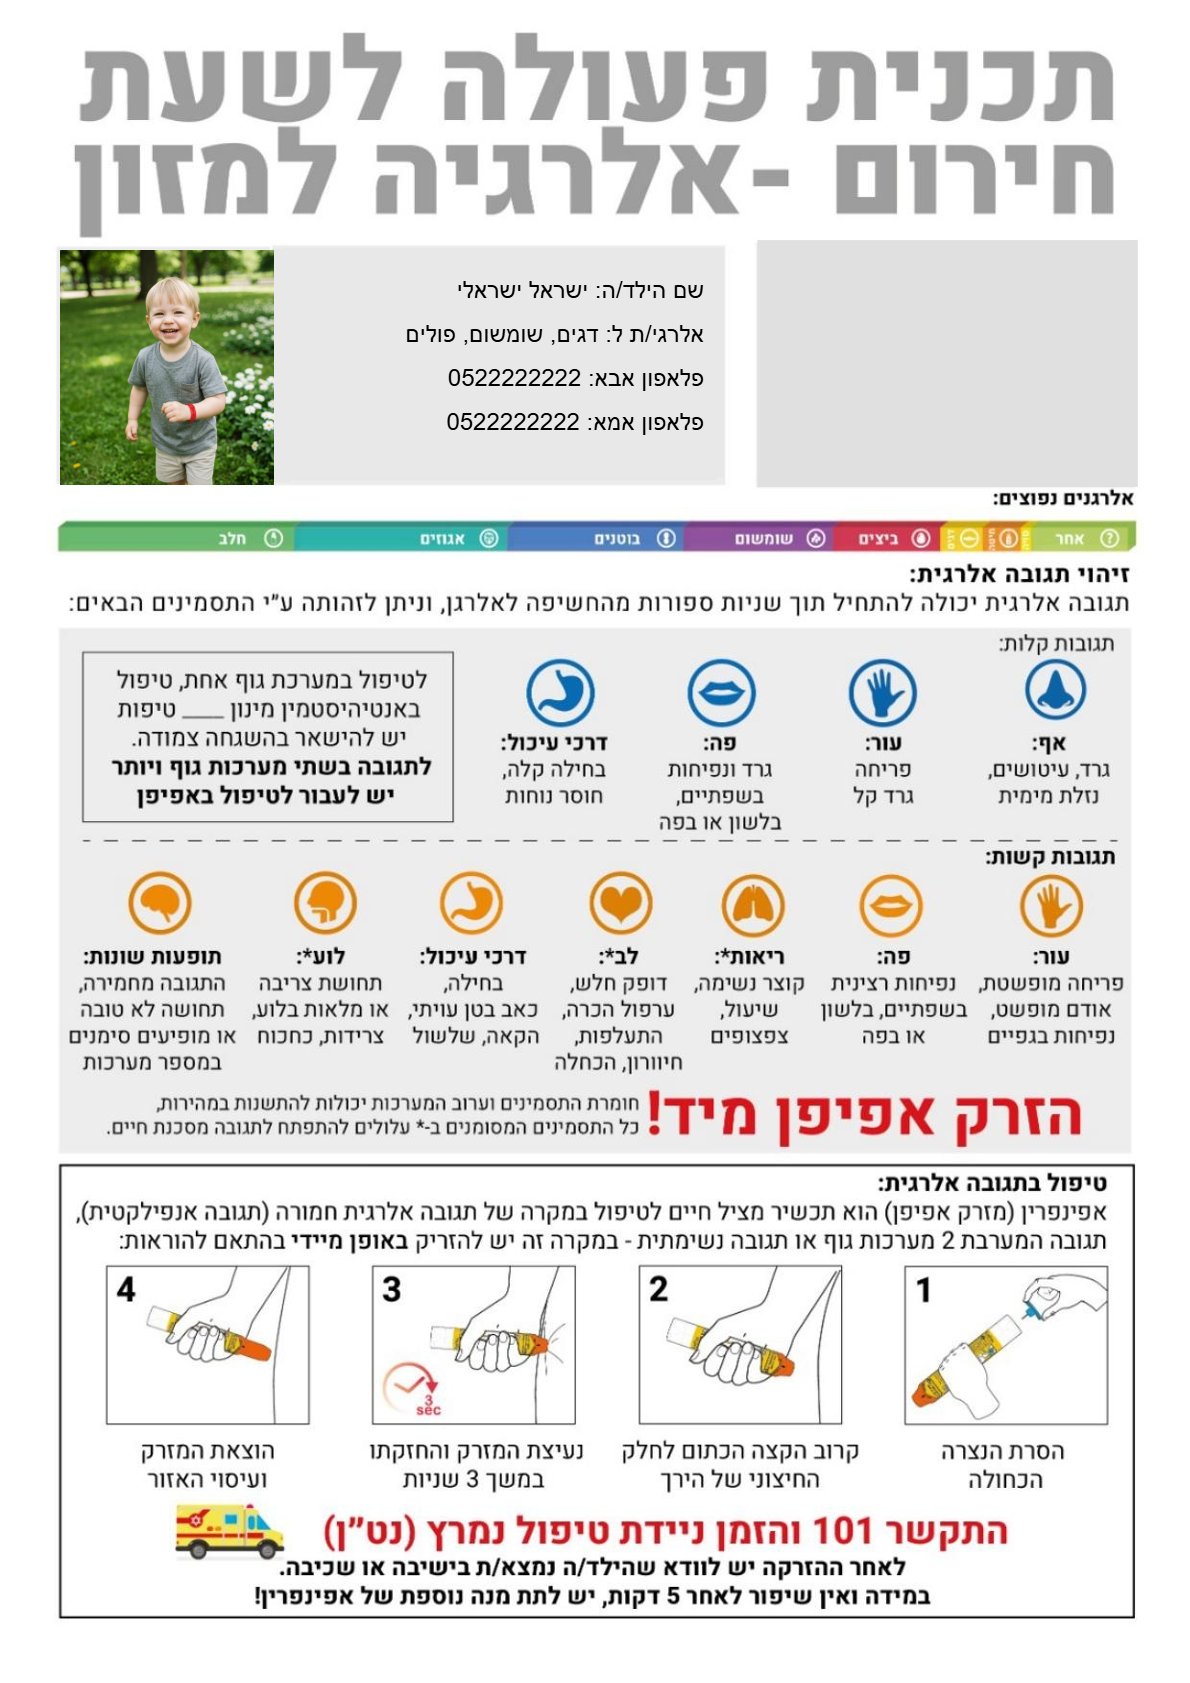 תכנית פעולה לשעת
חירום -אלרגיה למזון
שם הילד/ה: ישראל ישראלי
אלרגי/ת ל: דגים, שומשום, פולים
פלאפון אבא: 0522222222
פלאפון אמא: 0522222222
אלרגנים נפוצים:
אחר סויה חיטה דגים ביצים שומשום בוטנים אגוזים חלב
זיהוי תגובה אלרגית:
תגובה אלרגית יכולה להתחיל תוך שניות ספורות מהחשיפה לאלרגן, וניתן לזהותה ע״י התסמינים הבאים:
תגובות קלות:
אף:
גרד, עיטושים,
נזלת מימית
עור:
פריחה
גרד קל
פה:
גרד ונפיחות
בשפתיים,
בלשון או בפה
דרכי עיכול:
בחילה קלה,
חוסר נוחות
לטיפול במערכת גוף אחת, טיפול
באנטיהיסטמין מינון ____ טיפות
יש להישאר בהשגחה צמודה.
לתגובה בשתי מערכות גוף ויותר
יש לעבור לטיפול באפיפן
תגובות קשות:
עור:
פריחה מופשטת,
אודם מופשט,
נפיחות בגפיים
פה:
נפיחות רצינית
בשפתיים, בלשון
או בפה
ריאות*:
קוצר נשימה,
שיעול,
צפצופים
לב*:
דופק חלש,
ערפול הכרה,
התעלפות,
חיוורון, הכחלה
דרכי עיכול:
בחילה,
כאב בטן עוויתי,
הקאה, שלשול
לוע*:
תחושת צריבה
או מלאות בלוע,
צרידות, כחכוח
תופעות שונות:
התגובה מחמירה,
תחושה לא טובה
או מופיעים סימנים
במספר מערכות
הזרק אפיפן מיד!
חומרת התסמינים וערוב המערכות יכולות להתשנות במהירות,
כל התסמינים המסומנים ב-* עלולים להתפתח לתגובה מסכנת חיים.
טיפול בתגובה אלרגית:
אפינפרין (מזרק אפיפן) הוא תכשיר מציל חיים לטיפול במקרה של תגובה אלרגית חמורה (תגובה אנפילקטית),
תגובה המערבת 2 מערכות גוף או תגובה נשימתית - במקרה זה יש להזריק באופן מיידי בהתאם להוראות:
1
הסרת הנצרה
הכחולה
2
קרוב הקצה הכתום לחלק
החיצוני של הירך
3
3
sec
נעיצת המזרק והחזקתו
במשך 3 שניות
4
הוצאת המזרק
ועיסוי האזור
התקשר 101 והזמן ניידת טיפול נמרץ (נט״ן)
לאחר ההזרקה יש לוודא שהילד/ה נמצא/ת בישיבה או שכיבה.
במידה ואין שיפור לאחר 5 דקות, יש לתת מנה נוספת של אפינפרין!